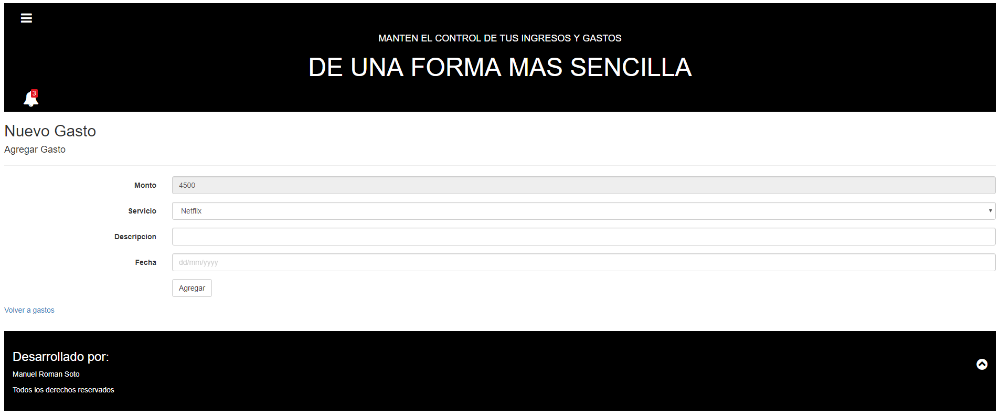 MANTEN EL CONTROL DE TUS INGRESOS Y GASTOS
DE UNA FORMA MAS SENCILLA
3
Nuevo Gasto
Agregar Gasto
Monto 4500
Servicio Netflix
Descripcion
Fecha dd/mm/yyyy
Agregar
Volver a gastos
Desarrollado por:
Manuel Roman Soto
Todos los derechos reservados